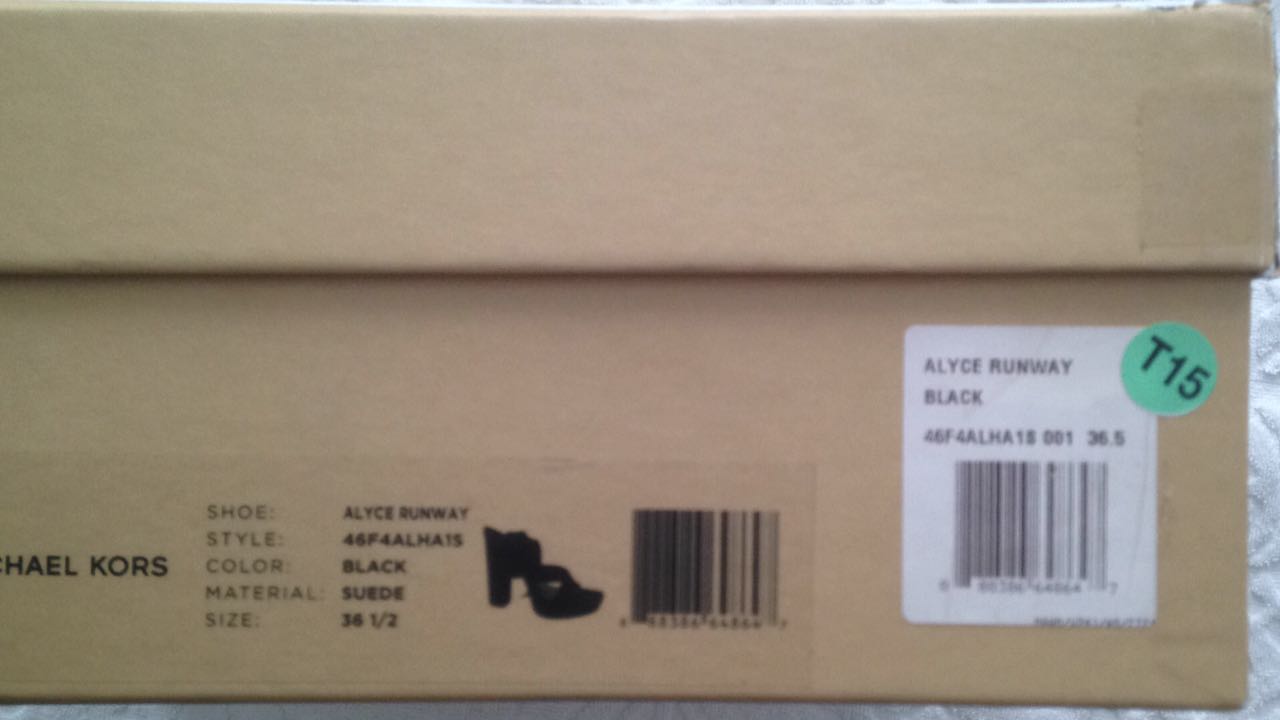 CHAEL KORS
SHOE: ALYCE RUNWAY
STYLE: 46F4ALHA1S
COLOR: BLACK
MATERIAL: SUEDE
SIZE: 36 1/2
ALYCE RUNWAY
BLACK
46F4ALHA1S 001 36.5
T15